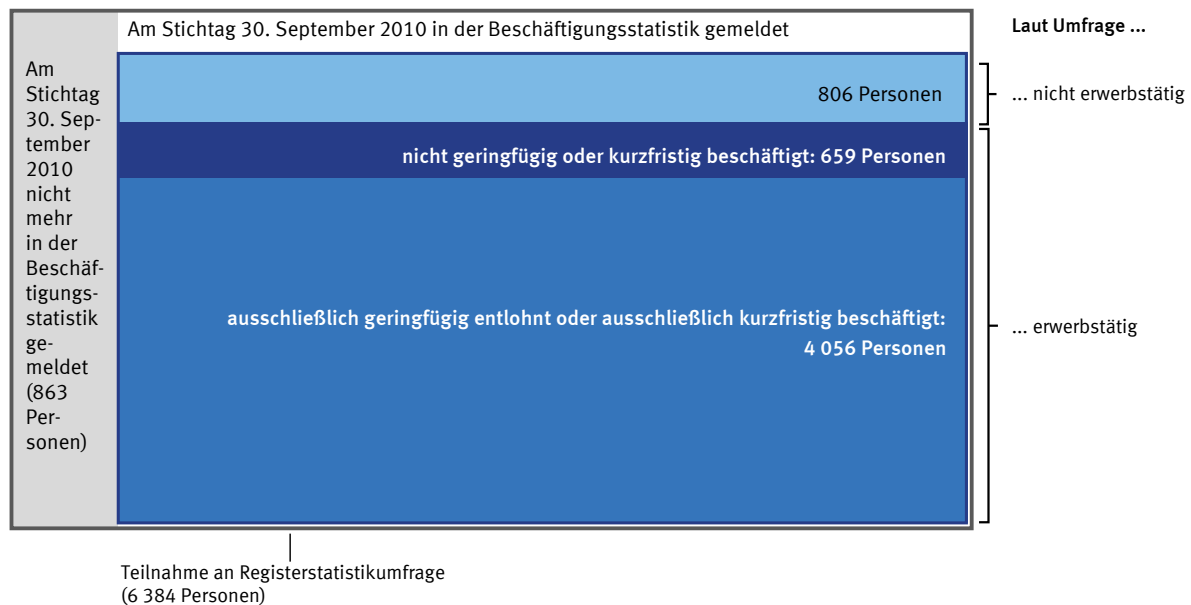 Am Stichtag 30. September 2010 in der Beschäftigungsstatistik gemeldet
Laut Umfrage ...
Am
Stichtag
30. Sep-
tember
2010
nicht
mehr
in der
Beschäf-
tigungs-
statistik
ge-
meldet
(863
Per-
sonen)
806 Personen
... nicht erwerbstätig
nicht geringfügig oder kurzfristig beschäftigt: 659 Personen
ausschließlich geringfügig entlohnt oder ausschließlich kurzfristig beschäftigt:
4 056 Personen
... erwerbstätig
Teilnahme an Registerstatistikumfrage
(6 384 Personen)